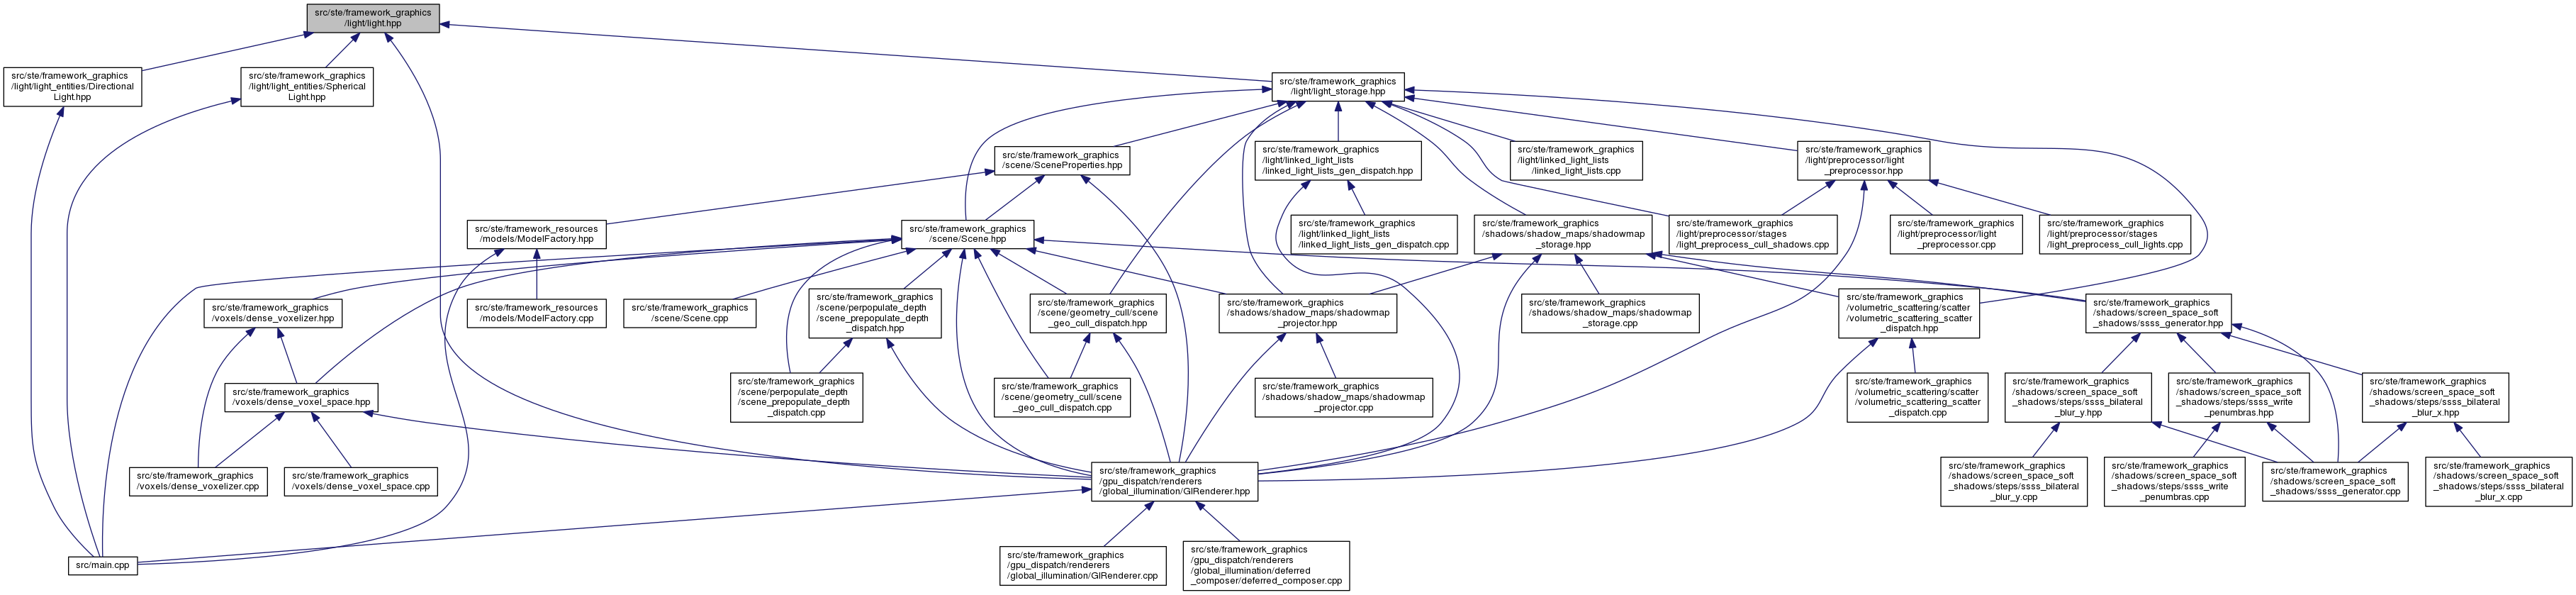 src/ste/framework_graphics
/light/light.hpp
src/ste/framework_graphics
/light/light_entities/Directional
Light.hpp
src/ste/framework_graphics
/light/light_entities/Spherical
Light.hpp
src/ste/framework_graphics
/light/light_storage.hpp
src/ste/framework_graphics
/scene/SceneProperties.hpp
src/ste/framework_graphics
/light/linked_light_lists
/linked_light_lists_gen_dispatch.hpp
src/ste/framework_graphics
/light/linked_light_lists
/linked_light_lists.cpp
src/ste/framework_graphics
/light/preprocessor/light
_preprocessor.hpp
src/ste/framework_resources
/models/ModelFactory.hpp
src/ste/framework_graphics
/scene/Scene.hpp
src/ste/framework_graphics
/light/linked_light_lists
/linked_light_lists_gen_dispatch.cpp
src/ste/framework_graphics
/shadows/shadow_maps/shadowmap
_storage.hpp
src/ste/framework_graphics
/light/preprocessor/stages
/light_preprocess_cull_shadows.cpp
src/ste/framework_graphics
/light/preprocessor/light
_preprocessor.cpp
src/ste/framework_graphics
/light/preprocessor/stages
/light_preprocess_cull_lights.cpp
src/ste/framework_graphics
/voxels/dense_voxelizer.hpp
src/ste/framework_resources
/models/ModelFactory.cpp
src/ste/framework_graphics
/scene/Scene.cpp
src/ste/framework_graphics
/scene/perpopulate_depth
/scene_prepopulate_depth
_dispatch.hpp
src/ste/framework_graphics
/scene/geometry_cull/scene
_geo_cull_dispatch.hpp
src/ste/framework_graphics
/shadows/shadow_maps/shadowmap
_projector.hpp
src/ste/framework_graphics
/shadows/shadow_maps/shadowmap
_storage.cpp
src/ste/framework_graphics
/volumetric_scattering/scatter
/volumetric_scattering_scatter
_dispatch.hpp
src/ste/framework_graphics
/shadows/screen_space_soft
_shadows/ssss_generator.hpp
src/ste/framework_graphics
/voxels/dense_voxel_space.hpp
src/ste/framework_graphics
/scene/perpopulate_depth
/scene_prepopulate_depth
_dispatch.cpp
src/ste/framework_graphics
/scene/geometry_cull/scene
_geo_cull_dispatch.cpp
src/ste/framework_graphics
/shadows/shadow_maps/shadowmap
_projector.cpp
src/ste/framework_graphics
/volumetric_scattering/scatter
/volumetric_scattering_scatter
_dispatch.cpp
src/ste/framework_graphics
/shadows/screen_space_soft
_shadows/steps/ssss_bilateral
_blur_y.hpp
src/ste/framework_graphics
/shadows/screen_space_soft
_shadows/steps/ssss_write
_penumbras.hpp
src/ste/framework_graphics
/shadows/screen_space_soft
_shadows/steps/ssss_bilateral
_blur_x.hpp
src/ste/framework_graphics
/voxels/dense_voxelizer.cpp
src/ste/framework_graphics
/voxels/dense_voxel_space.cpp
src/ste/framework_graphics
/gpu_dispatch/renderers
/global_illumination/GIRenderer.hpp
src/ste/framework_graphics
/shadows/screen_space_soft
_shadows/steps/ssss_bilateral
_blur_y.cpp
src/ste/framework_graphics
/shadows/screen_space_soft
_shadows/steps/ssss_write
_penumbras.cpp
src/ste/framework_graphics
/shadows/screen_space_soft
_shadows/ssss_generator.cpp
src/ste/framework_graphics
/shadows/screen_space_soft
_shadows/steps/ssss_bilateral
_blur_x.cpp
src/main.cpp
src/ste/framework_graphics
/gpu_dispatch/renderers
/global_illumination/GIRenderer.cpp
src/ste/framework_graphics
/gpu_dispatch/renderers
/global_illumination/deferred
_composer/deferred_composer.cpp